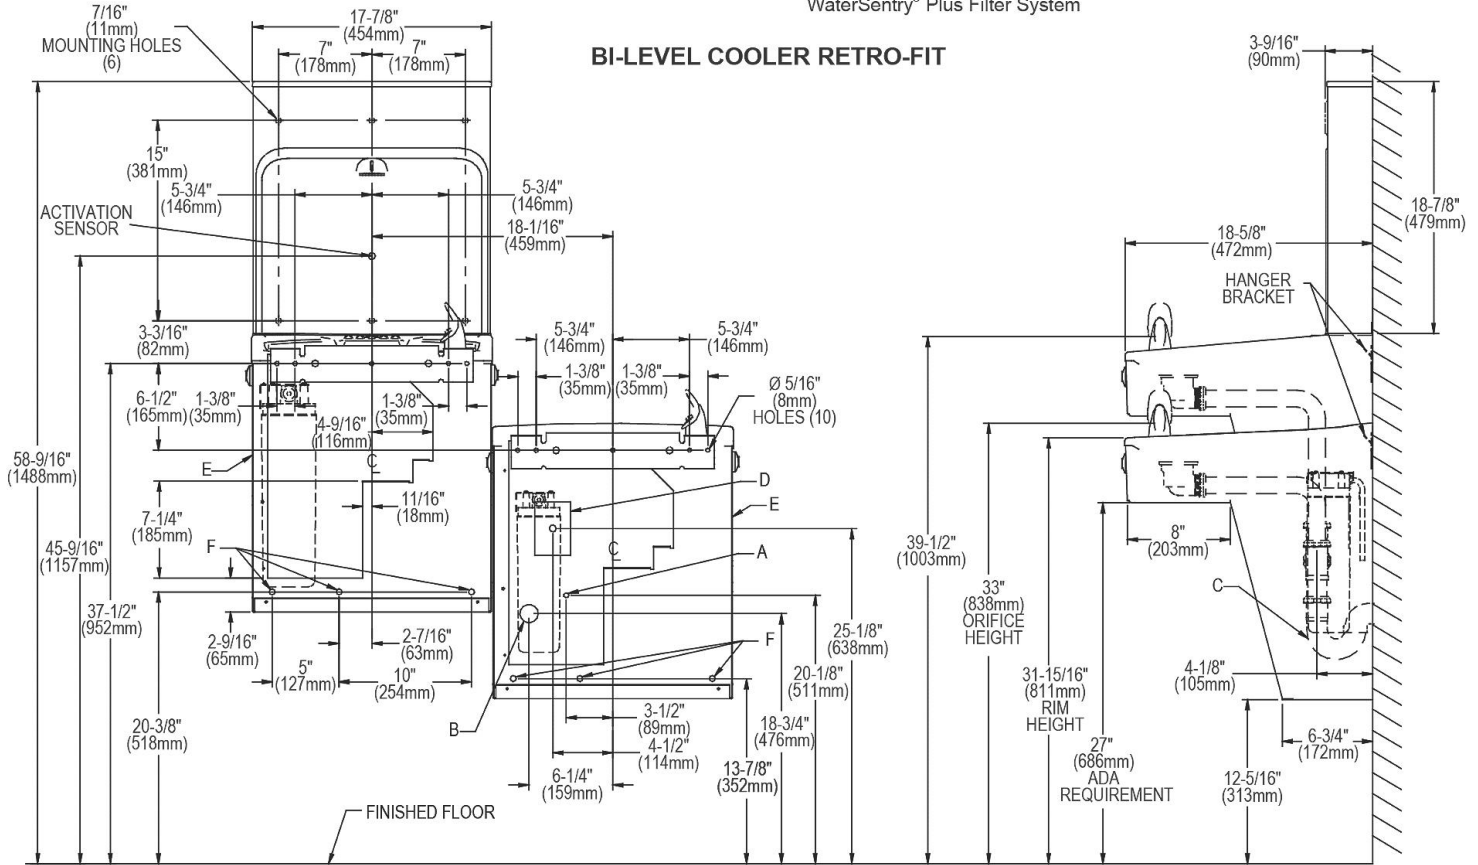 WaterSentry® Plus Filter System
BI-LEVEL COOLER RETRO-FIT
7/16"
(11mm)
MOUNTING HOLES
(6)
17-7/8"
(454mm)
7"
(178mm)
7"
(178mm)
3-9/16"
(90mm)
15"
(381mm)
5-3/4"
(146mm)
5-3/4"
(146mm)
ACTIVATION
SENSOR
18-1/16"
(459mm)
18-7/8"
(479mm)
18-5/8"
(472mm)
HANGER
BRACKET
3-3/16"
(82mm)
5-3/4"
(146mm)
5-3/4"
(146mm)
6-1/2"
(165mm)
1-3/8"
(35mm)
1-3/8"
(35mm)
1-3/8"
(35mm)
1-3/8"
(35mm)
Ø 5/16"
(8mm)
HOLES (10)
4-9/16"
(116mm)
58-9/16"
(1488mm)
E
C
D
E
11/16"
(18mm)
7-1/4"
(185mm)
F
45-9/16"
(1157mm)
C
A
39-1/2"
(1003mm)
8"
(203mm)
37-1/2"
(952mm)
33"
(838mm)
ORIFICE
HEIGHT
C
2-9/16"
(65mm)
2-7/16"
(63mm)
25-1/8"
(638mm)
F
5"
(127mm)
10"
(254mm)
20-1/8"
(511mm)
31-15/16"
(811mm)
RIM
HEIGHT
4-1/8"
(105mm)
20-3/8"
(518mm)
B
3-1/2"
(89mm)
18-3/4"
(476mm)
4-1/2"
(114mm)
27"
(686mm)
ADA
REQUIREMENT
6-3/4"
(172mm)
6-1/4"
(159mm)
13-7/8"
(352mm)
12-5/16"
(313mm)
FINISHED FLOOR